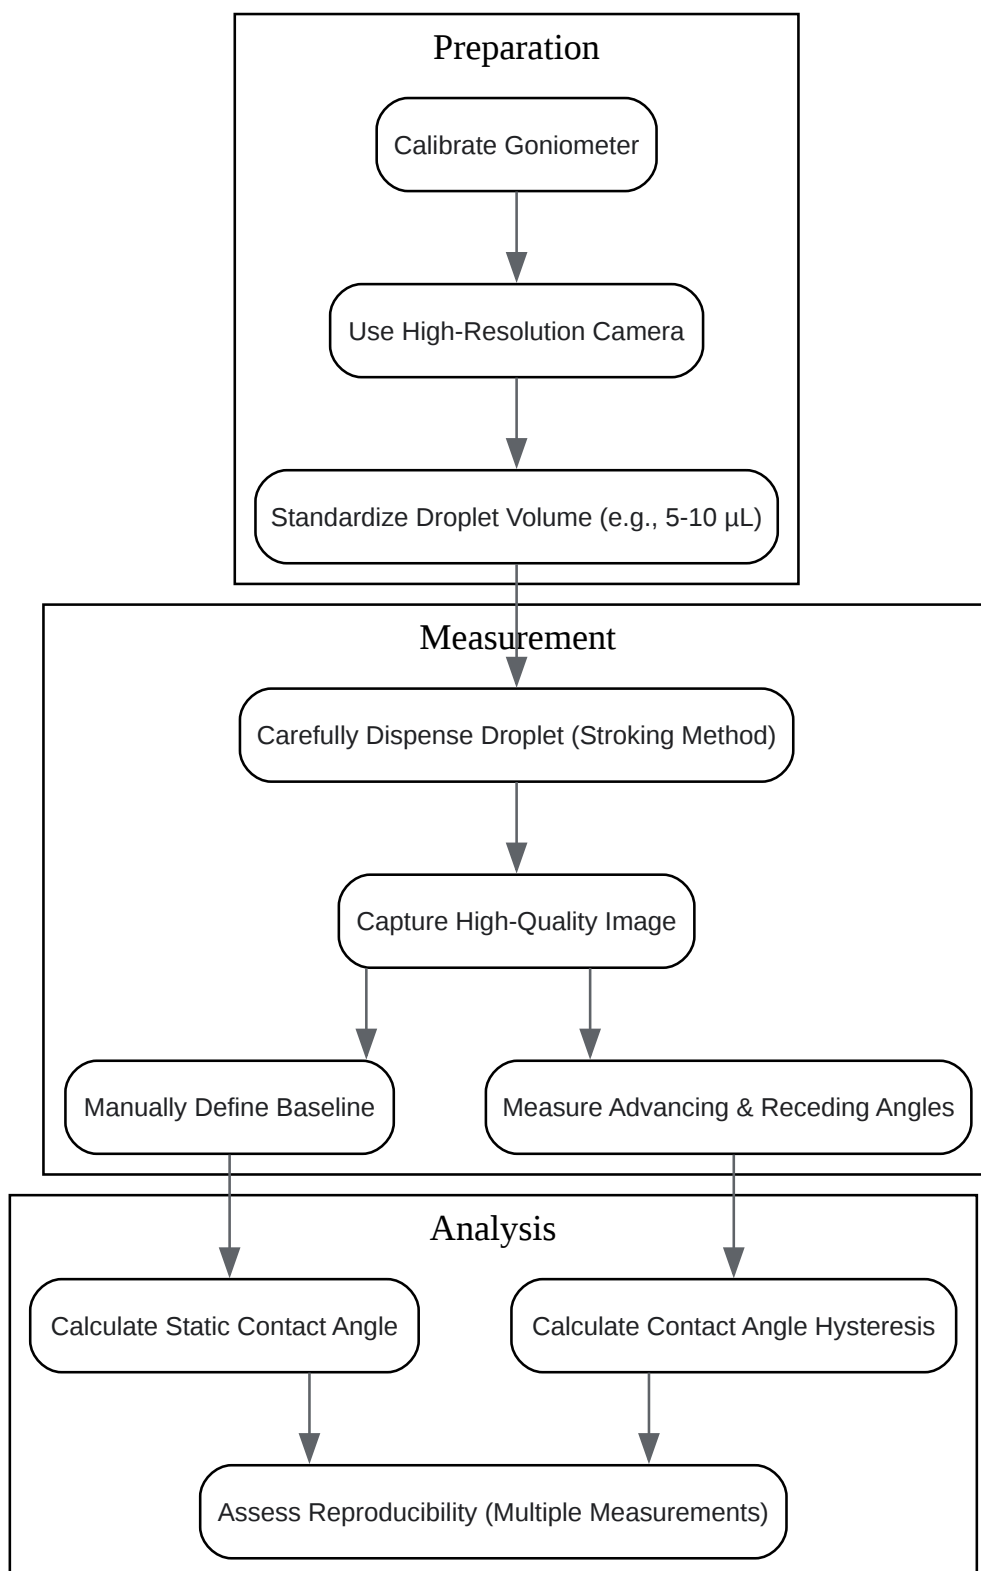 Preparation
Calibrate Goniometer
Use High-Resolution Camera
Standardize Droplet Volume (e.g., 5-10 µL)
Measurement
Carefully Dispense Droplet (Stroking Method)
Capture High-Quality Image
Manually Define Baseline
Measure Advancing & Receding Angles
Analysis
Calculate Static Contact Angle
Calculate Contact Angle Hysteresis
Assess Reproducibility (Multiple Measurements)